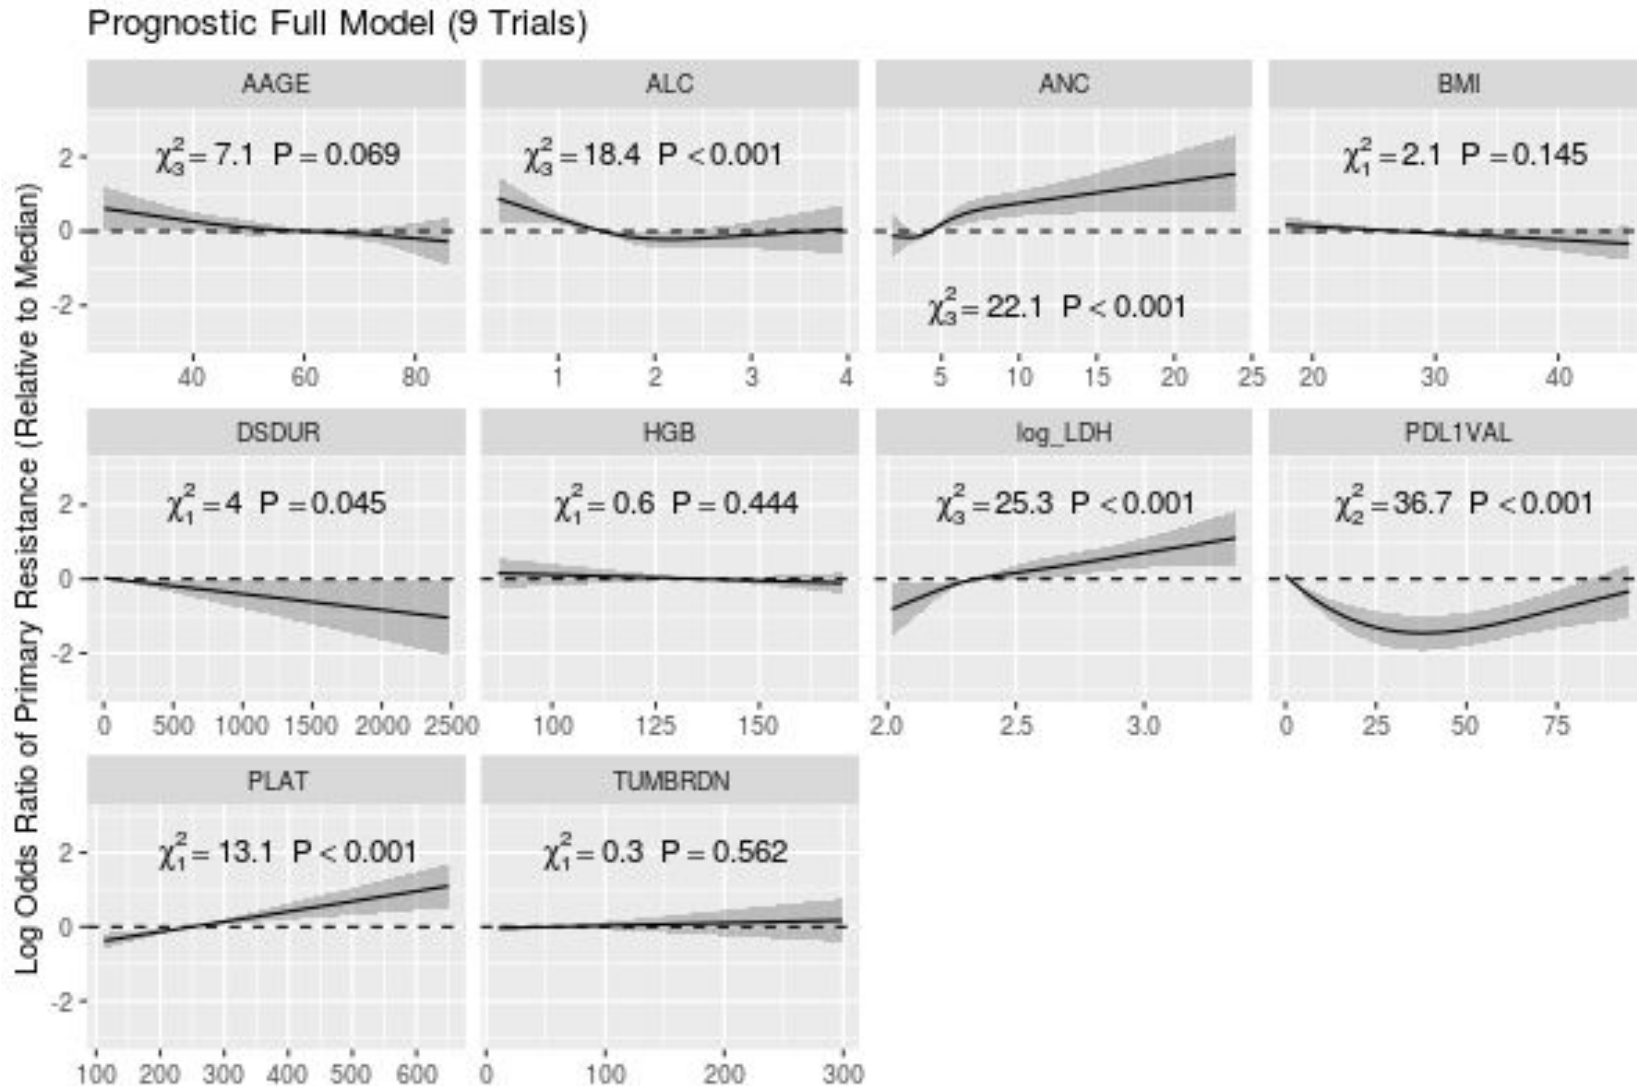 Prognostic Full Model (9 Trials)
Log Odds Ratio of Primary Resistance (Relative to Median)
AAGE ALC ANC BMI
χ²₃ = 7.1 P = 0.069 χ²₃ = 18.4 P < 0.001 χ²₃ = 22.1 P < 0.001 χ²₁ = 2.1 P = 0.145
2
0
-2
40 60 80 1 2 3 4 5 10 15 20 25 20 30 40
DSDUR HGB log_LDH PDL1VAL
χ²₁ = 4 P = 0.045 χ²₁ = 0.6 P = 0.444 χ²₃ = 25.3 P < 0.001 χ²₂ = 36.7 P < 0.001
2
0
-2
0 500 1000 1500 2000 2500 100 125 150 2.0 2.5 3.0 0 25 50 75
PLAT TUMBRDN
χ²₁ = 13.1 P < 0.001 χ²₁ = 0.3 P = 0.562
2
0
-2
100 200 300 400 500 600 0 100 200 300